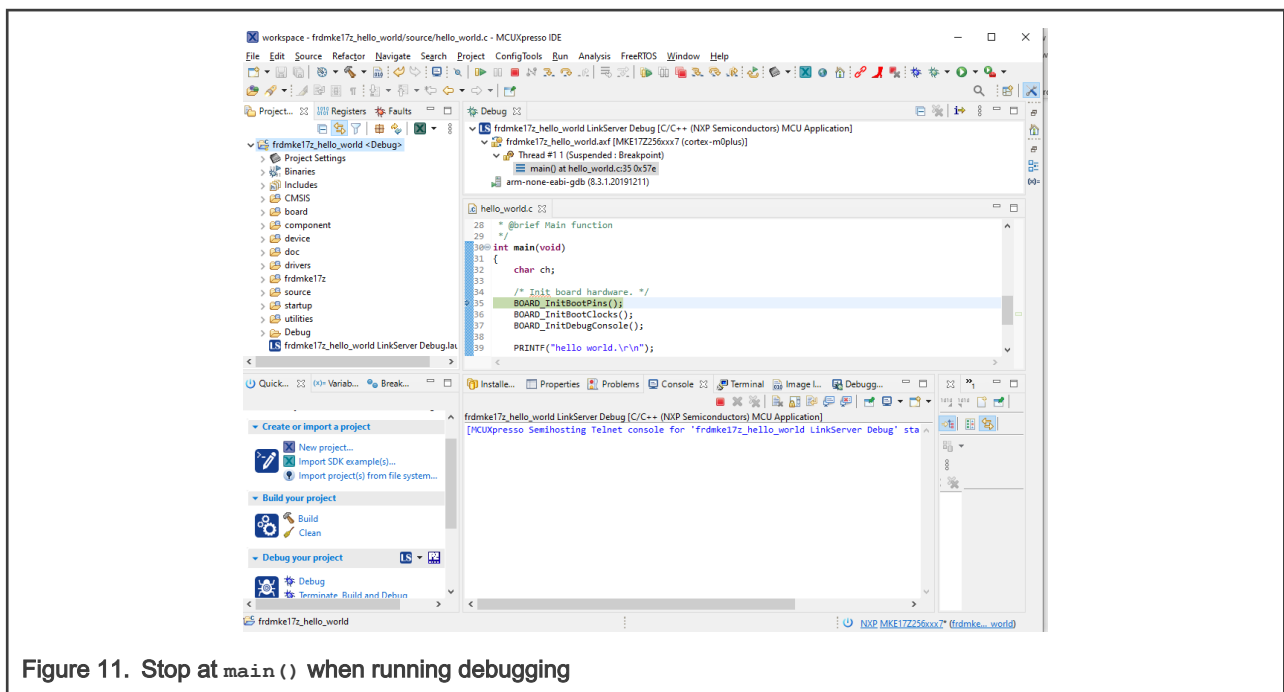 workspace - frdmke17z_hello_world/source/hello_world.c - MCUXpresso IDE
File Edit Source Refactor Navigate Search Project ConfigTools Run Analysis FreeRTOS Window Help
Project... Registers Faults
frdmke17z_hello_world <Debug>
Project Settings
Binaries
Includes
CMSIS
board
component
device
doc
drivers
frdmke17z
source
startup
utilities
Debug
frdmke17z_hello_world LinkServer Debug.lau
Debug
frdmke17z_hello_world LinkServer Debug [C/C++ (NXP Semiconductors) MCU Application]
frdmke17z_hello_world.axf [MKE17Z256xxx7 (cortex-m0plus)]
Thread #1 1 (Suspended : Breakpoint)
main() at hello_world.c:35 0x57e
arm-none-eabi-gdb (8.3.1.20191211)
hello_world.c
28 * @brief Main function
29 */
30 int main(void)
31 {
32 char ch;
33
34 /* Init board hardware. */
35 BOARD_InitBootPins();
36 BOARD_InitBootClocks();
37 BOARD_InitDebugConsole();
38
39 PRINTF("hello world.\r\n");
Quick... (x)= Variab... Break...
Create or import a project
New project...
Import SDK example(s)...
Import project(s) from file system...
Build your project
Build
Clean
Debug your project
LS
Debug
Terminate, Build and Debug
Installe... Properties Problems Console Terminal Image I... Debugg...
frdmke17z_hello_world LinkServer Debug [C/C++ (NXP Semiconductors) MCU Application]
[MCUXpresso Semihosting Telnet console for 'frdmke17z_hello_world LinkServer Debug' sta
frdmke17z_hello_world
NXP MKE17Z256xxx7* (frdmke... world)
Figure 11. Stop at main() when running debugging